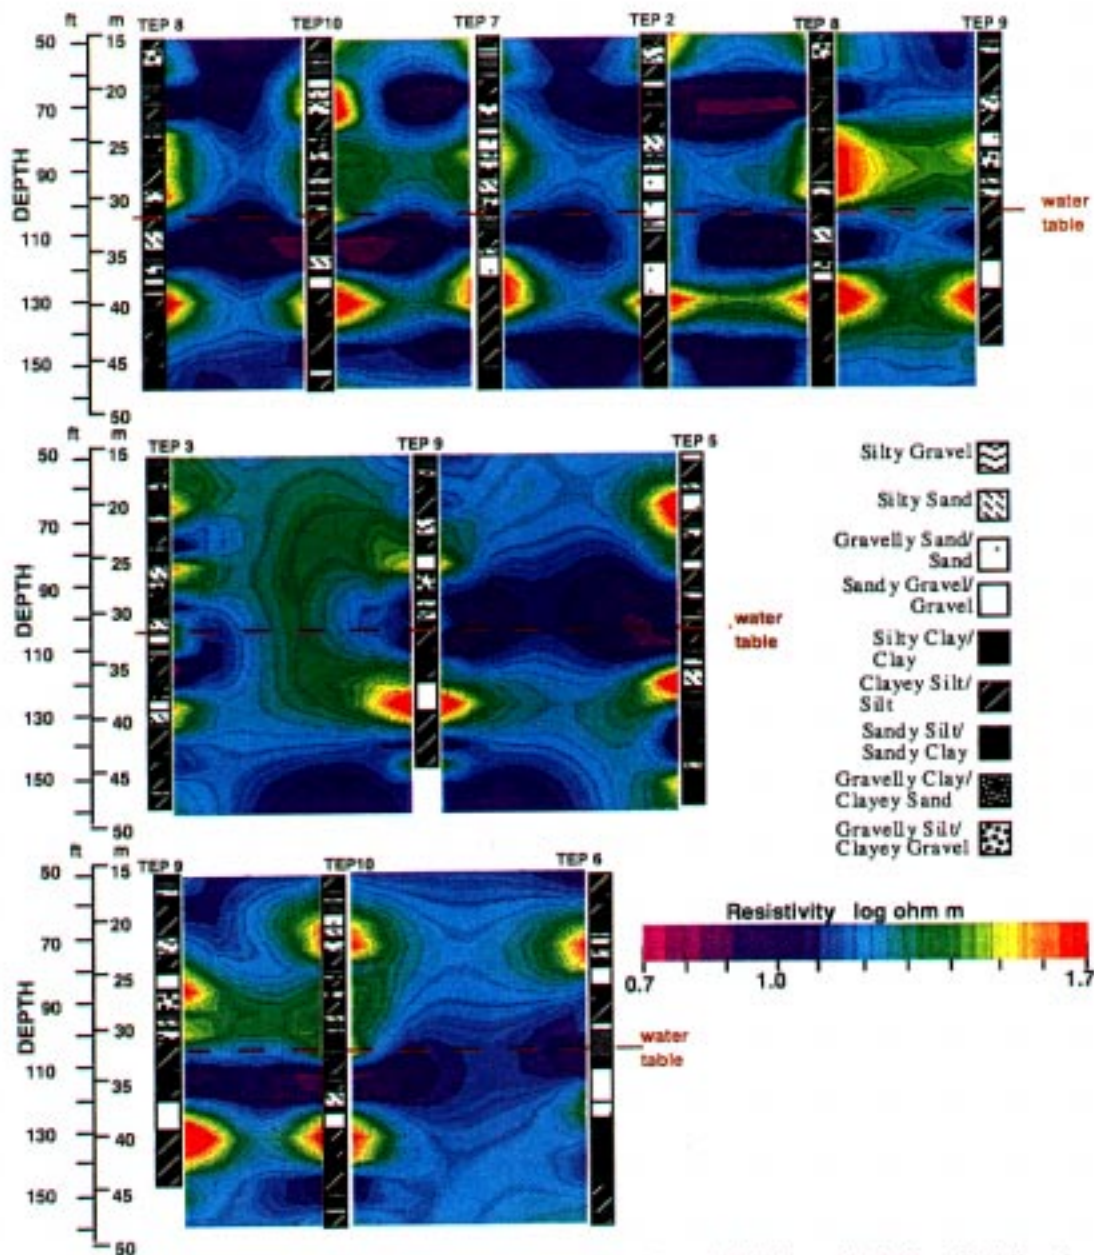 ft m TEP 8 TEP10 TEP 7 TEP 2 TEP 8 TEP 9
50 15
20
70
25
90
30
110
35
130
40
150 45
50
DEPTH
water
table
ft m TEP 3 TEP 9 TEP 5
50 15
20
70
25
90
30
110
35
130
40
150 45
50
DEPTH
water
table
Silty Gravel
Silty Sand
Gravelly Sand/
Sand
Sandy Gravel/
Gravel
Silty Clay/
Clay
Clayey Silt/
Silt
Sandy Silt/
Sandy Clay
Gravelly Clay/
Clayey Sand
Gravelly Silt/
Clayey Gravel
ft m TEP 9 TEP10 TEP 6
50 15
20
70
25
90
30
110
35
130
40
150 45
50
DEPTH
water
table
Resistivity log ohm m
0.7 1.0 1.7